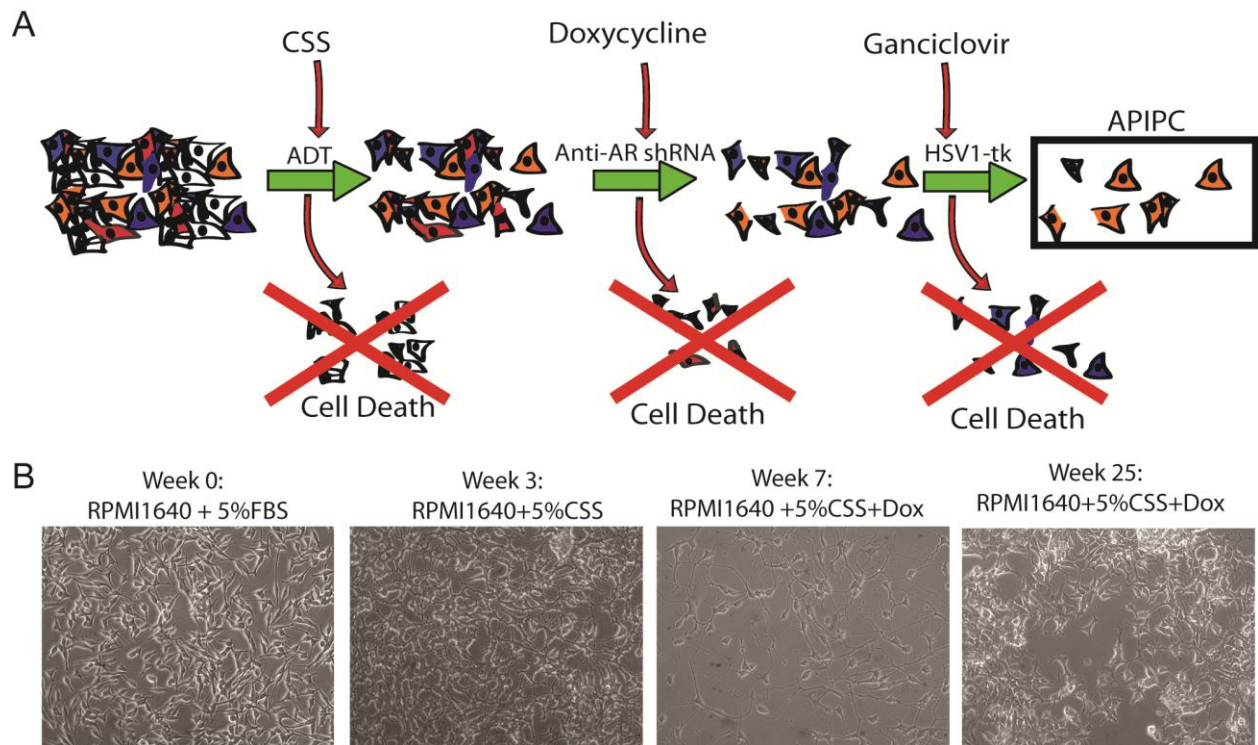 A
CSS
Doxycycline
Ganciclovir
ADT
Anti-AR shRNA
HSV1-tk
APIPC
Cell Death
Cell Death
Cell Death
B
Week 0:
RPMI1640 + 5%FBS
Week 3:
RPMI1640+5%CSS
Week 7:
RPMI1640 +5%CSS+Dox
Week 25:
RPMI1640+5%CSS+Dox